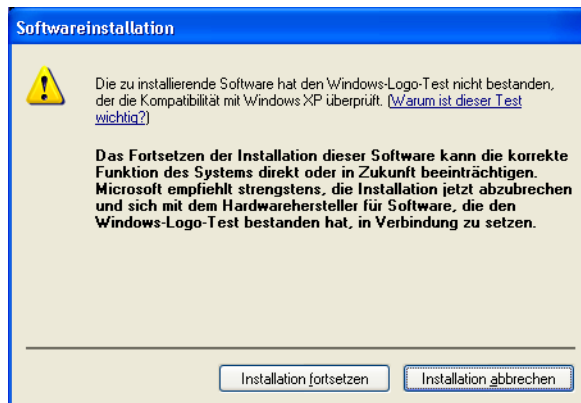 Softwareinstallation
Die zu installierende Software hat den Windows-Logo-Test nicht bestanden,
der die Kompatibilität mit Windows XP überprüft. (Warum ist dieser Test
wichtig?)
Das Fortsetzen der Installation dieser Software kann die korrekte
Funktion des Systems direkt oder in Zukunft beeinträchtigen.
Microsoft empfiehlt strengstens, die Installation jetzt abzubrechen
und sich mit dem Hardwarehersteller für Software, die den
Windows-Logo-Test bestanden hat, in Verbindung zu setzen.
Installation fortsetzen
Installation abbrechen